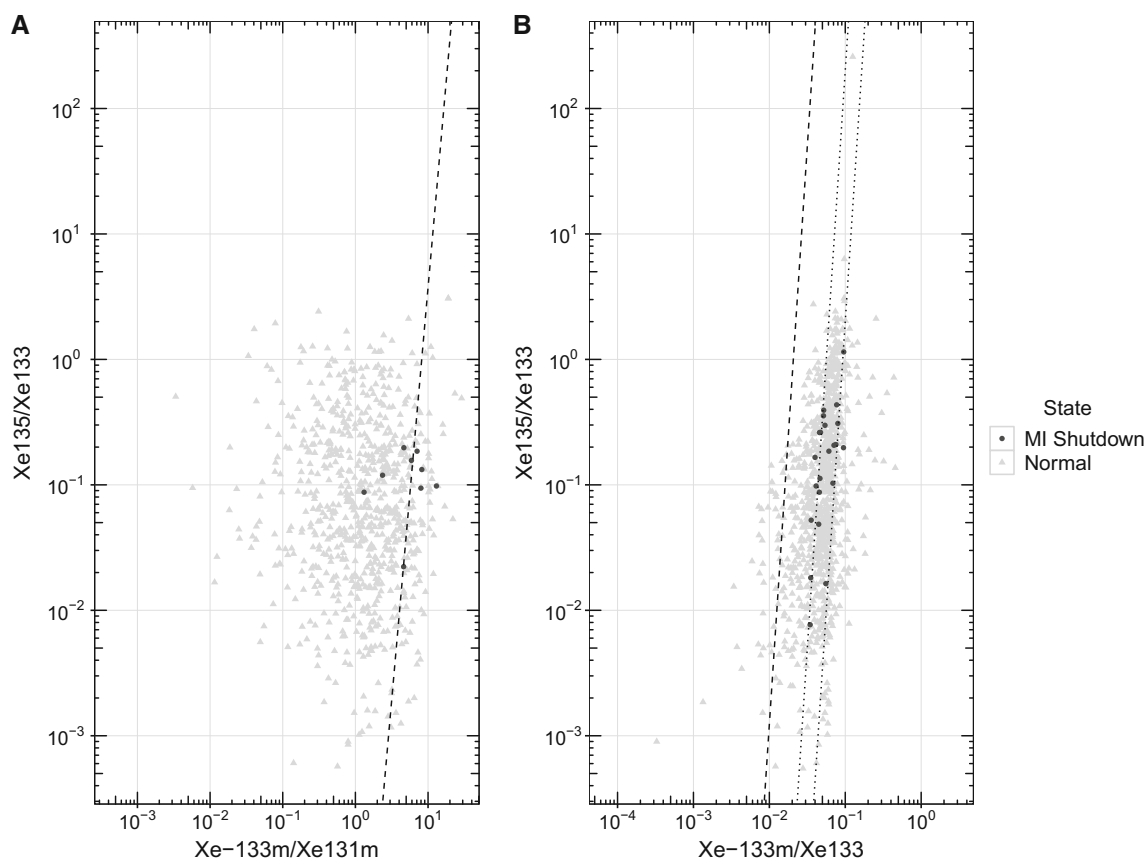 A
B
10²
10¹
10⁰
10⁻¹
10⁻²
10⁻³
Xe135/Xe133
10⁻³ 10⁻² 10⁻¹ 10⁰ 10¹
Xe−133m/Xe131m
10²
10¹
10⁰
10⁻¹
10⁻²
10⁻³
Xe135/Xe133
10⁻⁴ 10⁻³ 10⁻² 10⁻¹ 10⁰
Xe−133m/Xe133
State
MI Shutdown
Normal